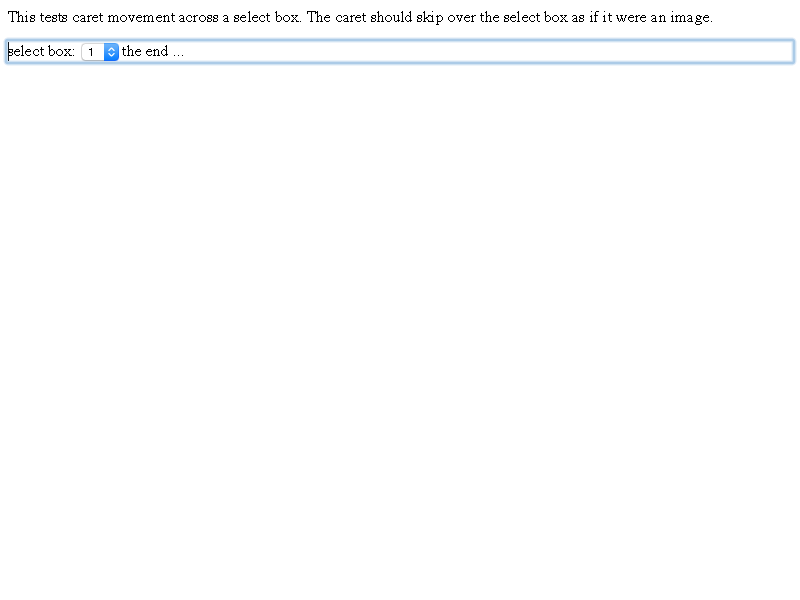 This tests caret movement across a select box. The caret should skip over the select box as if it were an image.
select box: 1 the end ...